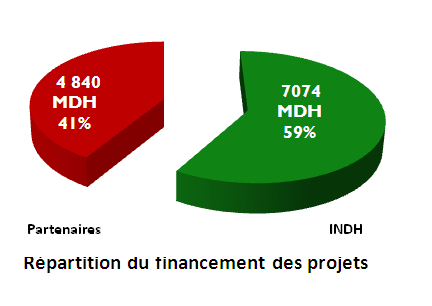 4 840
MDH
41%
7074
MDH
59%
Partenaires
INDH
Répartition du financement des projets